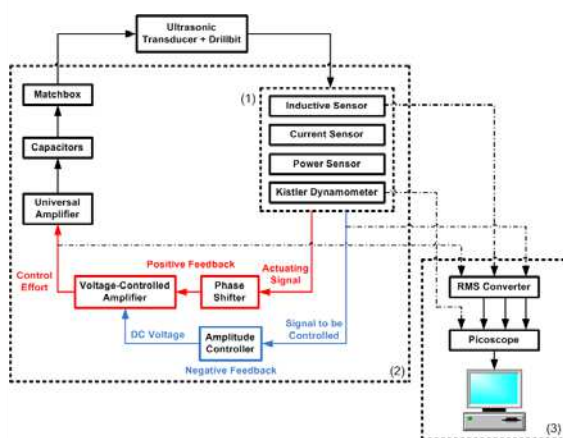 Ultrasonic
Transducer + Drillbit
(1)
Inductive Sensor
Current Sensor
Power Sensor
Kistler Dynamometer
Matchbox
Capacitors
Universal
Amplifier
Control
Effort
Positive Feedback
Actuating
Signal
Voltage-Controlled
Amplifier
Phase
Shifter
DC Voltage
Amplitude
Controller
Signal to be
Controlled
Negative Feedback
(2)
RMS Converter
Picoscope
(3)